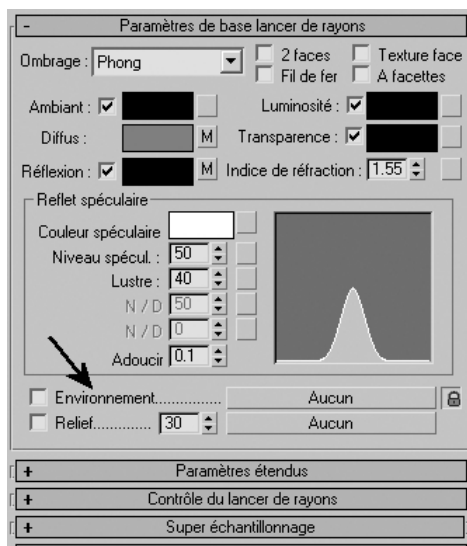 - Paramètres de base lancer de rayons
Ombrage : Phong 2 faces Texture face
Fil de fer A facettes
Ambiant : Luminosité :
Diffus : M Transparence :
Réflexion : M Indice de réfraction : 1.55
Reflet spéculaire
Couleur spéculaire
Niveau spécul. : 50
Lustre : 40
N / D 50
N / D 0
Adoucir 0.1
Environnement................ Aucun
Relief.............. 30 Aucun
+ Paramètres étendus
+ Contrôle du lancer de rayons
+ Super échantillonnage